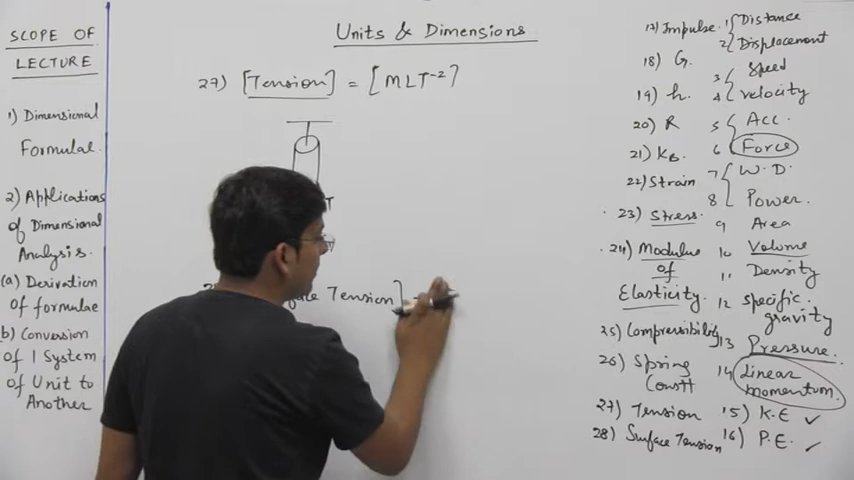 Units & Dimensions
SCOPE OF
LECTURE
1) Dimensional
Formulae.
2) Applications
of Dimensional
Analysis.
(a) Derivation
of formulae
(b) Conversion
of 1 System
of Unit to
Another
27) [Tension] = [MLT⁻²]
T
Tension]
17) Impulse.
18) G.
19) h.
20) R
21) KB.
22) Strain
23) Stress.
24) Modulus
of
Elasticity.
25) Compressibility
26) Spring
Constt
27) Tension
28) Surface Tension
1 Distance
2 Displacement
3 Speed
4 velocity
5 Acc.
6 Force
7 W.D.
8 Power.
9 Area
10 Volume
11 Density
12 specific
gravity
13 Pressure.
14 Linear
momentum.
15) K.E ✓
16) P.E. ✓